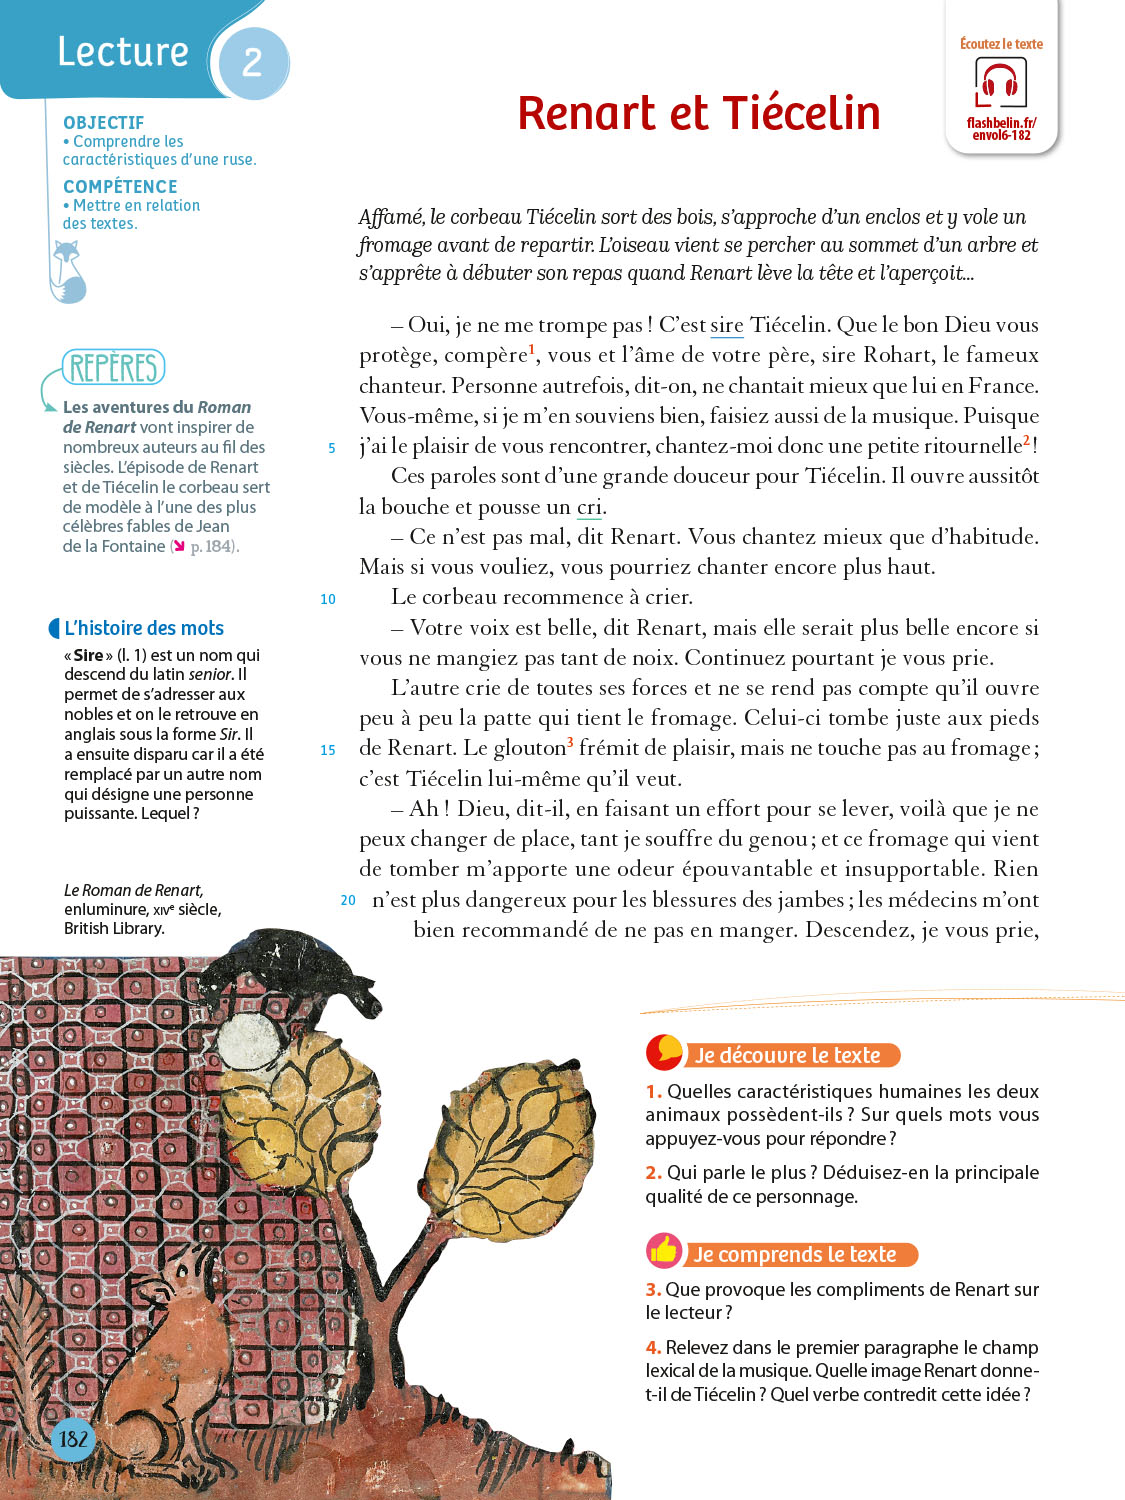 Lecture 2
Écoutez le texte
flashbelin.fr/
envol6-182
Renart et Tiécelin
OBJECTIF
• Comprendre les
caractéristiques d'une ruse.
COMPÉTENCE
• Mettre en relation
des textes.
Affamé, le corbeau Tiécelin sort des bois, s'approche d'un enclos et y vole un
fromage avant de repartir. L'oiseau vient se percher au sommet d'un arbre et
s'apprête à débuter son repas quand Renart lève la tête et l'aperçoit...
REPÈRES
Les aventures du Roman
de Renart vont inspirer de
nombreux auteurs au fil des
siècles. L'épisode de Renart
et de Tiécelin le corbeau sert
de modèle à l'une des plus
célèbres fables de Jean
de la Fontaine (➘ p. 184).
L'histoire des mots
« Sire » (l. 1) est un nom qui
descend du latin senior. Il
permet de s'adresser aux
nobles et on le retrouve en
anglais sous la forme Sir. Il
a ensuite disparu car il a été
remplacé par un autre nom
qui désigne une personne
puissante. Lequel ?
Le Roman de Renart,
enluminure, XIVe siècle,
British Library.
– Oui, je ne me trompe pas ! C'est sire Tiécelin. Que le bon Dieu vous
protège, compère1, vous et l'âme de votre père, sire Rohart, le fameux
chanteur. Personne autrefois, dit-on, ne chantait mieux que lui en France.
Vous-même, si je m'en souviens bien, faisiez aussi de la musique. Puisque
5 j'ai le plaisir de vous rencontrer, chantez-moi donc une petite ritournelle2 !
Ces paroles sont d'une grande douceur pour Tiécelin. Il ouvre aussitôt
la bouche et pousse un cri.
– Ce n'est pas mal, dit Renart. Vous chantez mieux que d'habitude.
Mais si vous vouliez, vous pourriez chanter encore plus haut.
10 Le corbeau recommence à crier.
– Votre voix est belle, dit Renart, mais elle serait plus belle encore si
vous ne mangiez pas tant de noix. Continuez pourtant je vous prie.
L'autre crie de toutes ses forces et ne se rend pas compte qu'il ouvre
peu à peu la patte qui tient le fromage. Celui-ci tombe juste aux pieds
15 de Renart. Le glouton3 frémit de plaisir, mais ne touche pas au fromage ;
c'est Tiécelin lui-même qu'il veut.
– Ah ! Dieu, dit-il, en faisant un effort pour se lever, voilà que je ne
peux changer de place, tant je souffre du genou ; et ce fromage qui vient
de tomber m'apporte une odeur épouvantable et insupportable. Rien
20 n'est plus dangereux pour les blessures des jambes ; les médecins m'ont
bien recommandé de ne pas en manger. Descendez, je vous prie,
Je découvre le texte
1. Quelles caractéristiques humaines les deux
animaux possèdent-ils ? Sur quels mots vous
appuyez-vous pour répondre ?
2. Qui parle le plus ? Déduisez-en la principale
qualité de ce personnage.
Je comprends le texte
3. Que provoque les compliments de Renart sur
le lecteur ?
4. Relevez dans le premier paragraphe le champ
lexical de la musique. Quelle image Renart donne-
t-il de Tiécelin ? Quel verbe contredit cette idée ?
182